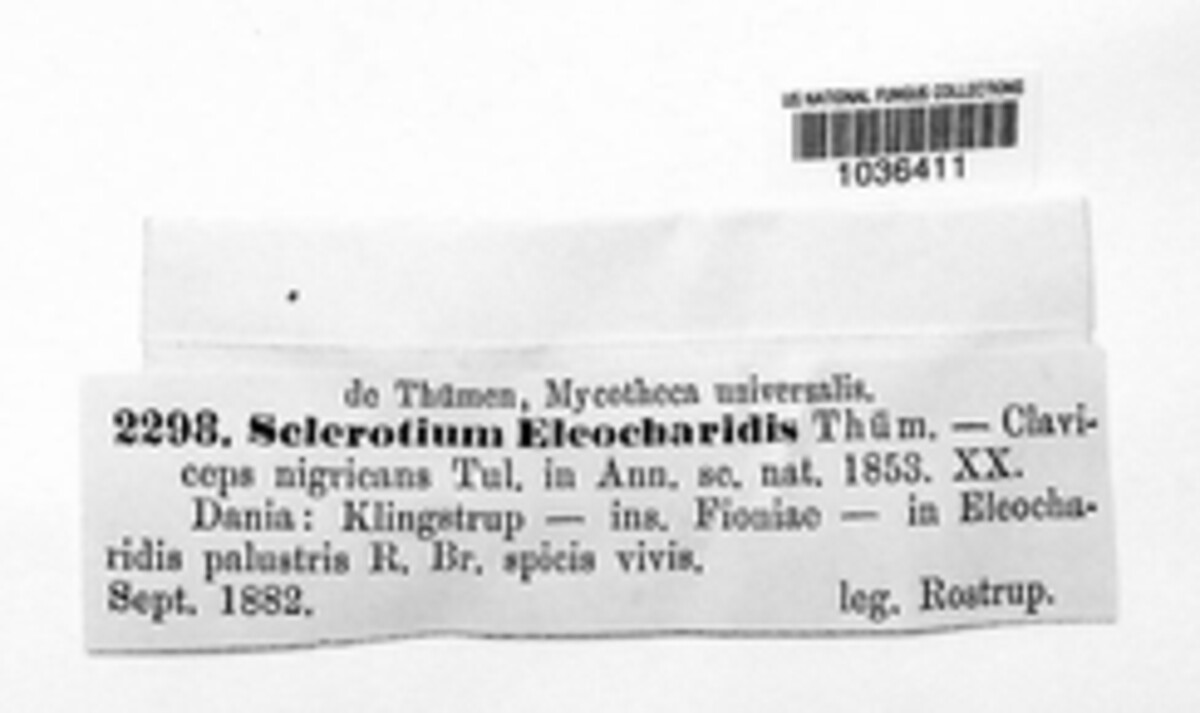 US NATIONAL FUNGUS COLLECTIONS
1036411
de Thümen, Mycotheca universalis.
2298. Sclerotium Eleocharidis Thüm. — Clavi-
ceps nigricans Tul. in Ann. sc. nat. 1853. XX.
Dania: Klingstrup — ins. Fioniae — in Eleocha-
ridis palustris R. Br. spicis vivis.
Sept. 1882. leg. Rostrup.